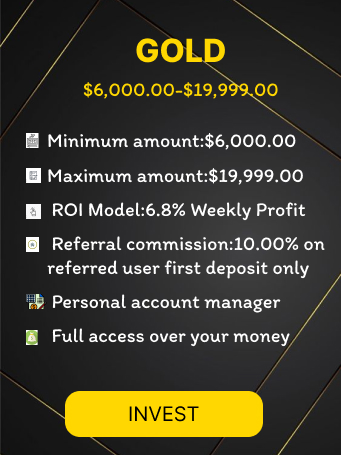 GOLD
$6,000.00-$19,999.00
Minimum amount:$6,000.00
Maximum amount:$19,999.00
ROI Model:6.8% Weekly Profit
Referral commission:10.00% on
referred user first deposit only
Personal account manager
Full access over your money
INVEST